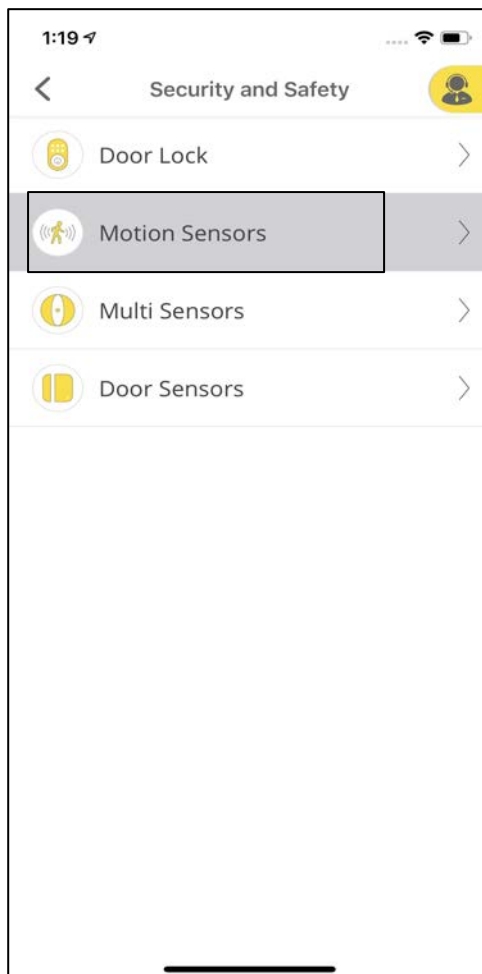 1:19
Security and Safety
Door Lock
Motion Sensors
Multi Sensors
Door Sensors